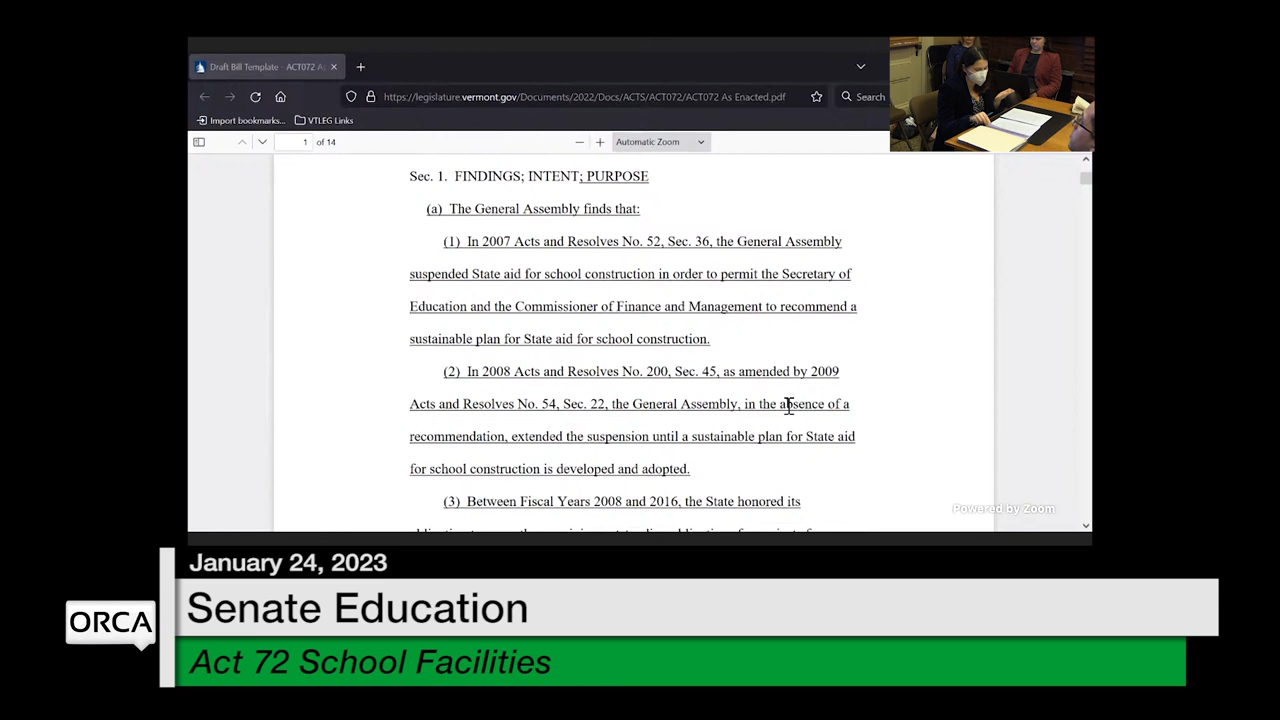 Draft Bill Template - ACT072 As
https://legislature.vermont.gov/Documents/2022/Docs/ACTS/ACT072/ACT072 As Enacted.pdf
Search
Import bookmarks...
VTLEG Links
1 of 14
Automatic Zoom
Sec. 1. FINDINGS; INTENT; PURPOSE
(a) The General Assembly finds that:
(1) In 2007 Acts and Resolves No. 52, Sec. 36, the General Assembly
suspended State aid for school construction in order to permit the Secretary of
Education and the Commissioner of Finance and Management to recommend a
sustainable plan for State aid for school construction.
(2) In 2008 Acts and Resolves No. 200, Sec. 45, as amended by 2009
Acts and Resolves No. 54, Sec. 22, the General Assembly, in the absence of a
recommendation, extended the suspension until a sustainable plan for State aid
for school construction is developed and adopted.
(3) Between Fiscal Years 2008 and 2016, the State honored its
Powered by Zoom
January 24, 2023
ORCA
Senate Education
Act 72 School Facilities